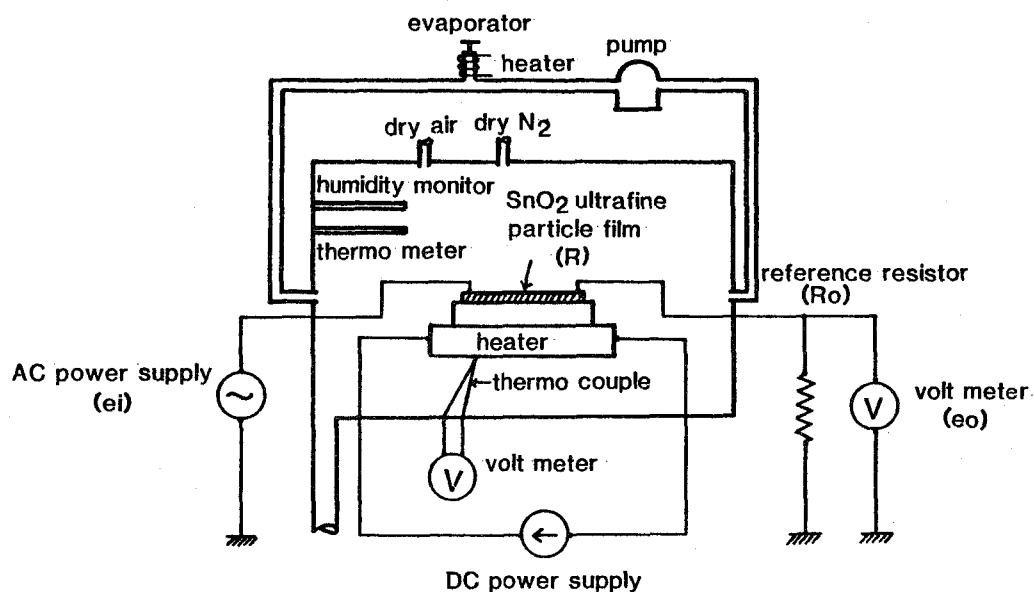 evaporator
heater
pump
dry air
dry N₂
humidity monitor
thermo meter
SnO₂ ultrafine
particle film
(R)
reference resistor
(Ro)
heater
thermo couple
AC power supply
(ei)
~
V
volt meter
V
volt meter
(eo)
DC power supply